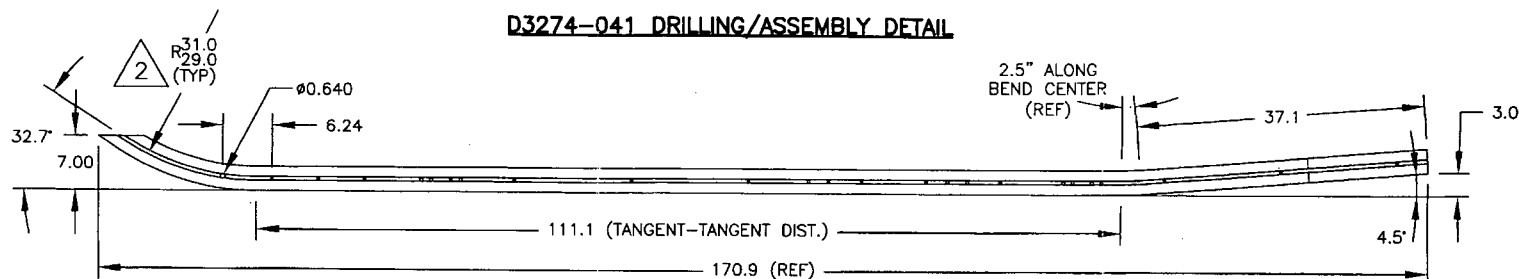 D3274-041 DRILLING/ASSEMBLY DETAIL
2
R31.0
29.0
(TYP)
ø0.640
6.24
2.5" ALONG
BEND CENTER
(REF)
37.1
3.0
32.7°
7.00
111.1 (TANGENT-TANGENT DIST.)
4.5°
170.9 (REF)